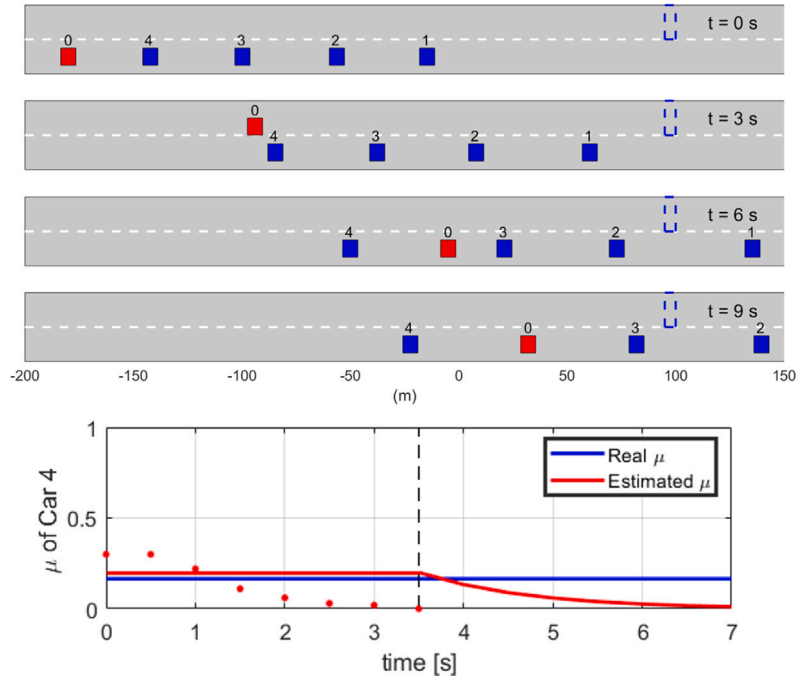 0 4 3 2 1 t = 0 s
0 4 3 2 1 t = 3 s
4 0 3 2 1 t = 6 s
4 0 3 2 t = 9 s
-200 -150 -100 -50 0 50 100 150
(m)
1
0.5
0
μ of Car 4
Real μ
Estimated μ
0 1 2 3 4 5 6 7
time [s]